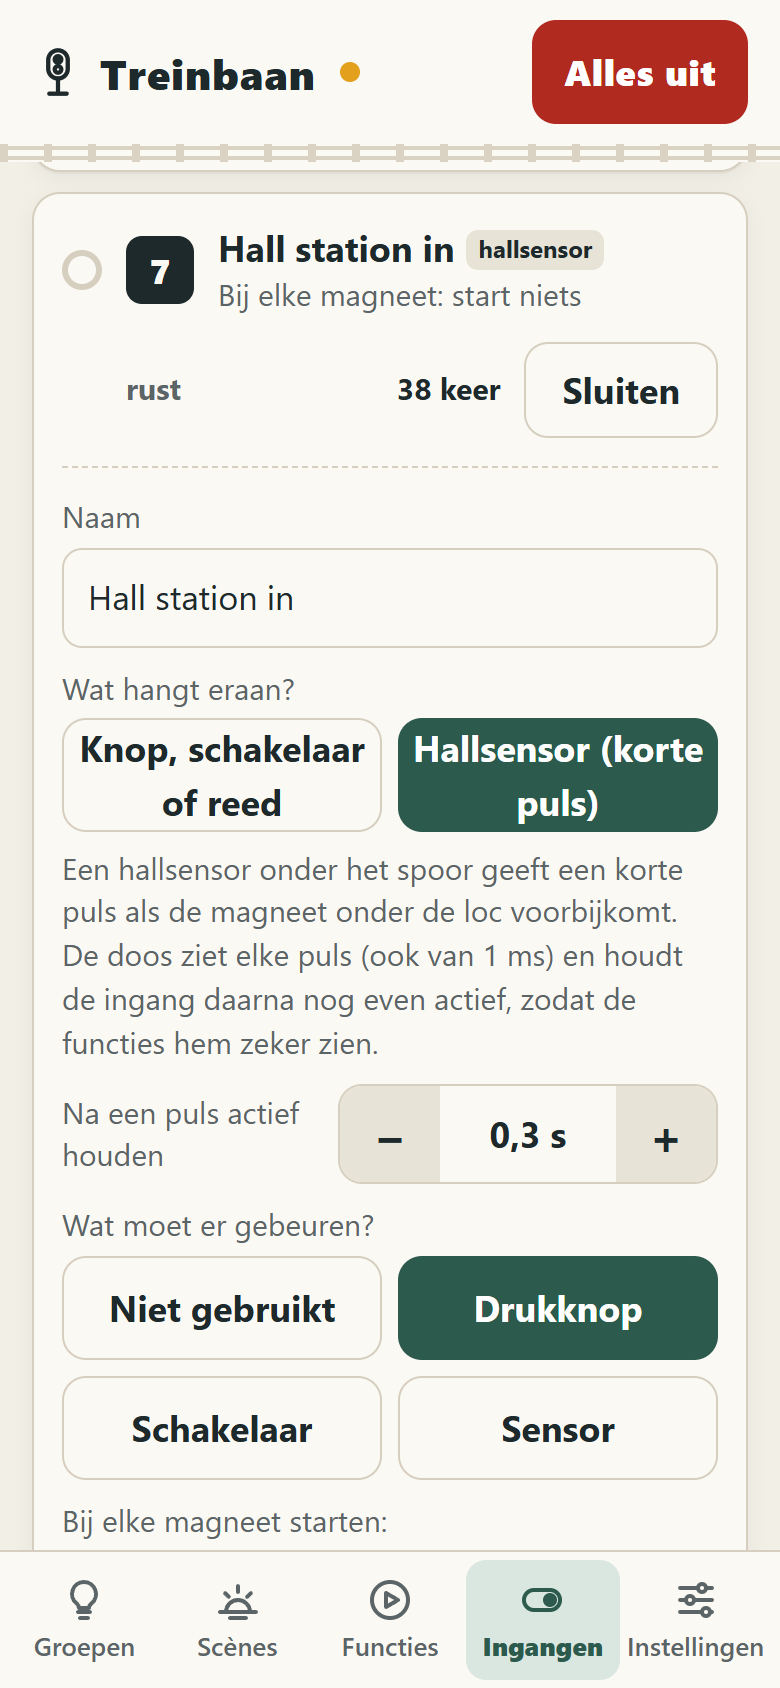 Treinbaan
Alles uit
7
Hall station in hallsensor
Bij elke magneet: start niets
rust 38 keer Sluiten
Naam
Hall station in
Wat hangt eraan?
Knop, schakelaar
of reed
Hallsensor (korte
puls)
Een hallsensor onder het spoor geeft een korte
puls als de magneet onder de loc voorbijkomt.
De doos ziet elke puls (ook van 1 ms) en houdt
de ingang daarna nog even actief, zodat de
functies hem zeker zien.
Na een puls actief
houden
− 0,3 s +
Wat moet er gebeuren?
Niet gebruikt Drukknop
Schakelaar Sensor
Bij elke magneet starten:
Groepen Scènes Functies Ingangen Instellingen